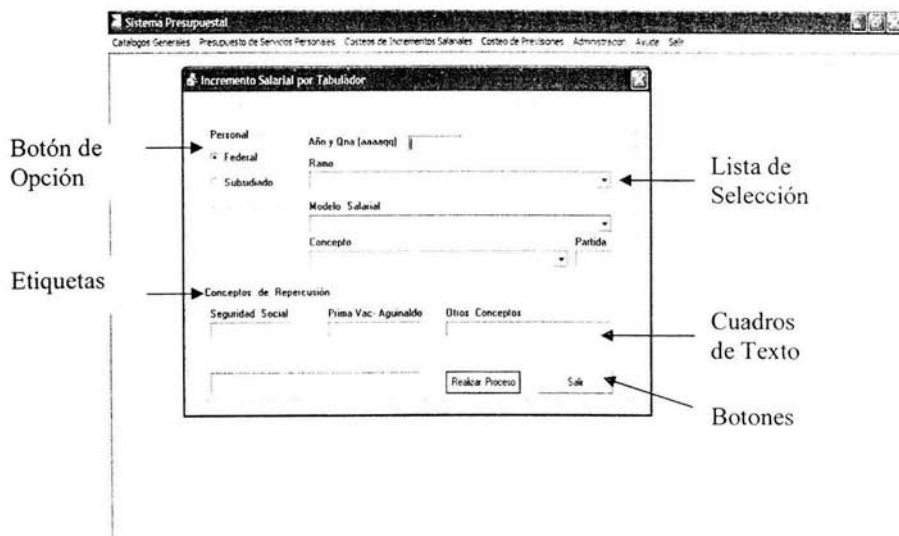 Sistema Presupuestal
Catalogos Generales Presupuesto de Servicios Personales Costeos de Incrementos Salariales Costeo de Previsiones Administracion Ayuda Salir
Incremento Salarial por Tabulador
Personal
Año y Qna (aaaaqq)
Federal
Ramo
Subsidiado
Modelo Salarial
Concepto Partida
Conceptos de Repercusión
Seguridad Social Prima Vac- Aguinaldo Otros Conceptos
Realizar Proceso Salir
Botón de
Opción
Etiquetas
Lista de
Selección
Cuadros
de Texto
Botones